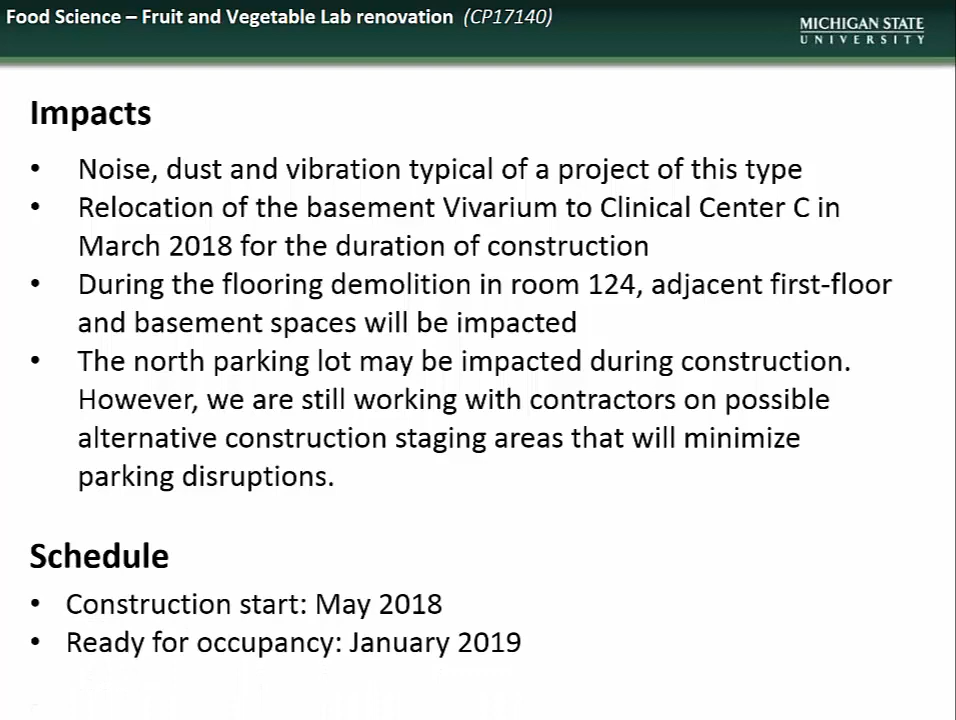 Food Science – Fruit and Vegetable Lab renovation (CP17140)
MICHIGAN STATE
UNIVERSITY
Impacts
• Noise, dust and vibration typical of a project of this type
• Relocation of the basement Vivarium to Clinical Center C in
March 2018 for the duration of construction
• During the flooring demolition in room 124, adjacent first-floor
and basement spaces will be impacted
• The north parking lot may be impacted during construction.
However, we are still working with contractors on possible
alternative construction staging areas that will minimize
parking disruptions.
Schedule
• Construction start: May 2018
• Ready for occupancy: January 2019